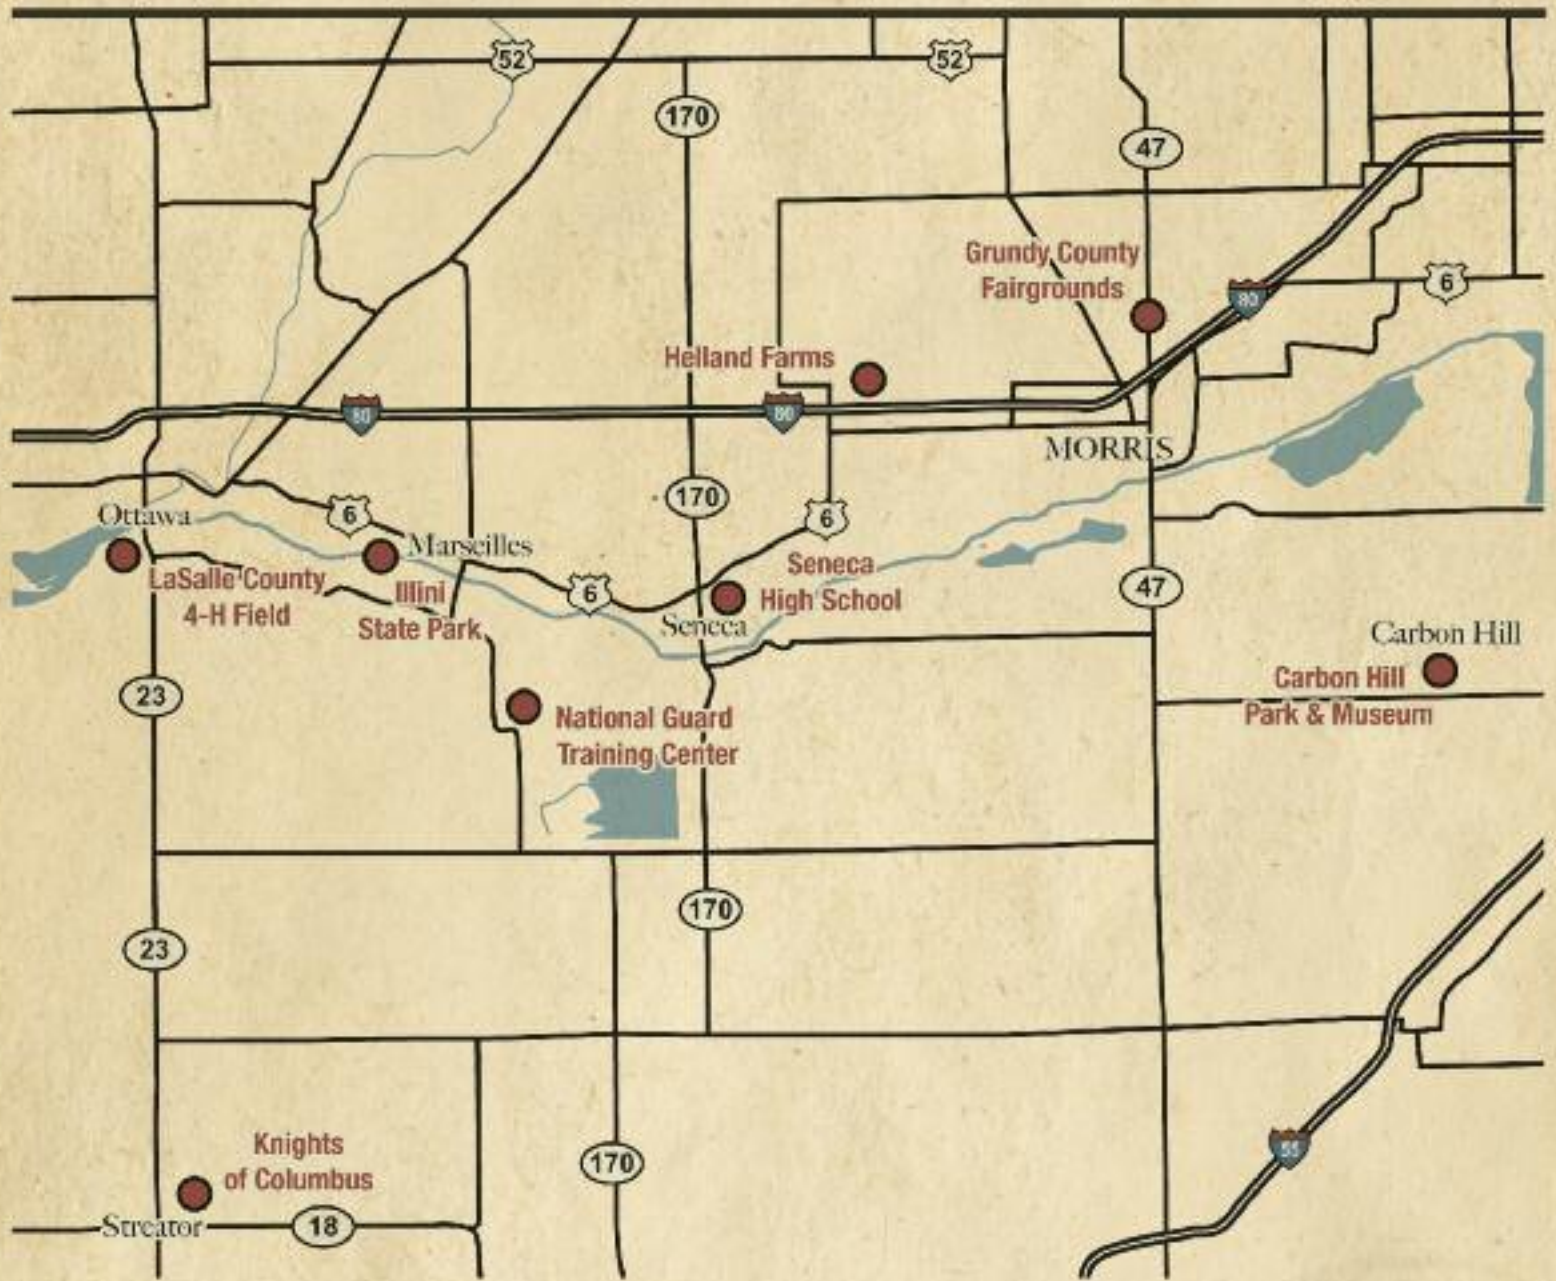 52
52
170
47
Grundy County
Fairgrounds
80
6
Helland Farms
80
80
MORRIS
170
6
6
Ottawa
Marseilles
Seneca
High School
LaSalle County
4-H Field
Illini
State Park
6
47
Seneca
Carbon Hill
Carbon Hill
Park & Museum
23
National Guard
Training Center
170
23
Knights
of Columbus
170
55
Streator
18